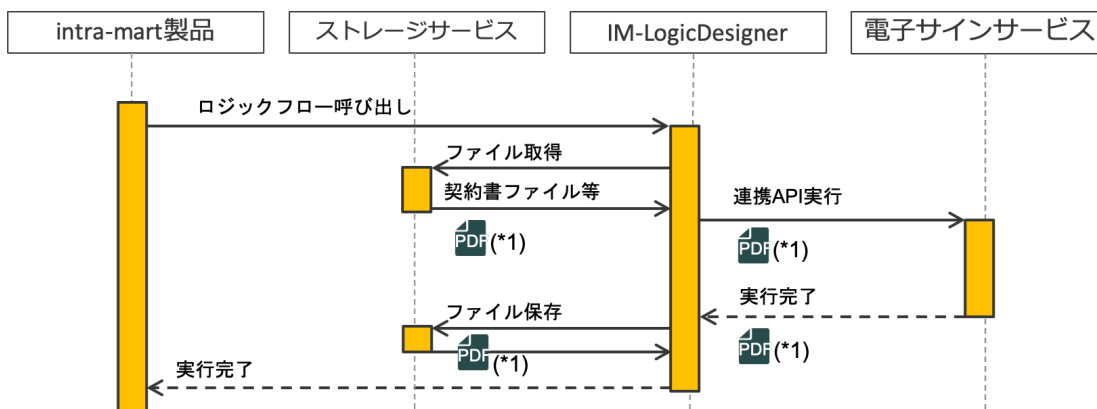 intra-mart製品
ストレージサービス
IM-LogicDesigner
電子サインサービス
ロジックフロー呼び出し
ファイル取得
契約書ファイル等
連携API実行
PDF(*1)
PDF(*1)
実行完了
ファイル保存
PDF(*1)
PDF(*1)
実行完了